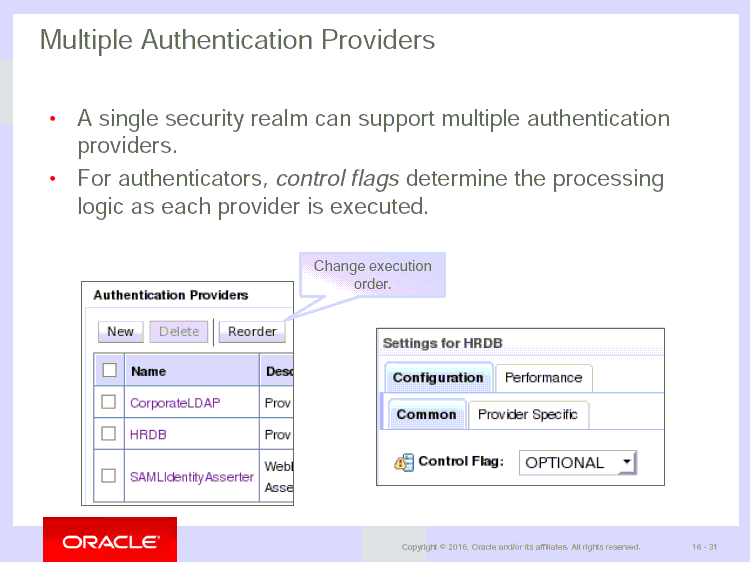 Multiple Authentication Providers
• A single security realm can support multiple authentication
providers.
• For authenticators, control flags determine the processing
logic as each provider is executed.
Change execution
order.
Authentication Providers
New Delete Reorder
Name Desc
CorporateLDAP Prov
HRDB Prov
SAMLIdentityAsserter Webl
Asse
Settings for HRDB
Configuration Performance
Common Provider Specific
Control Flag: OPTIONAL
ORACLE®
Copyright © 2016, Oracle and/or its affiliates. All rights reserved. 16 - 31